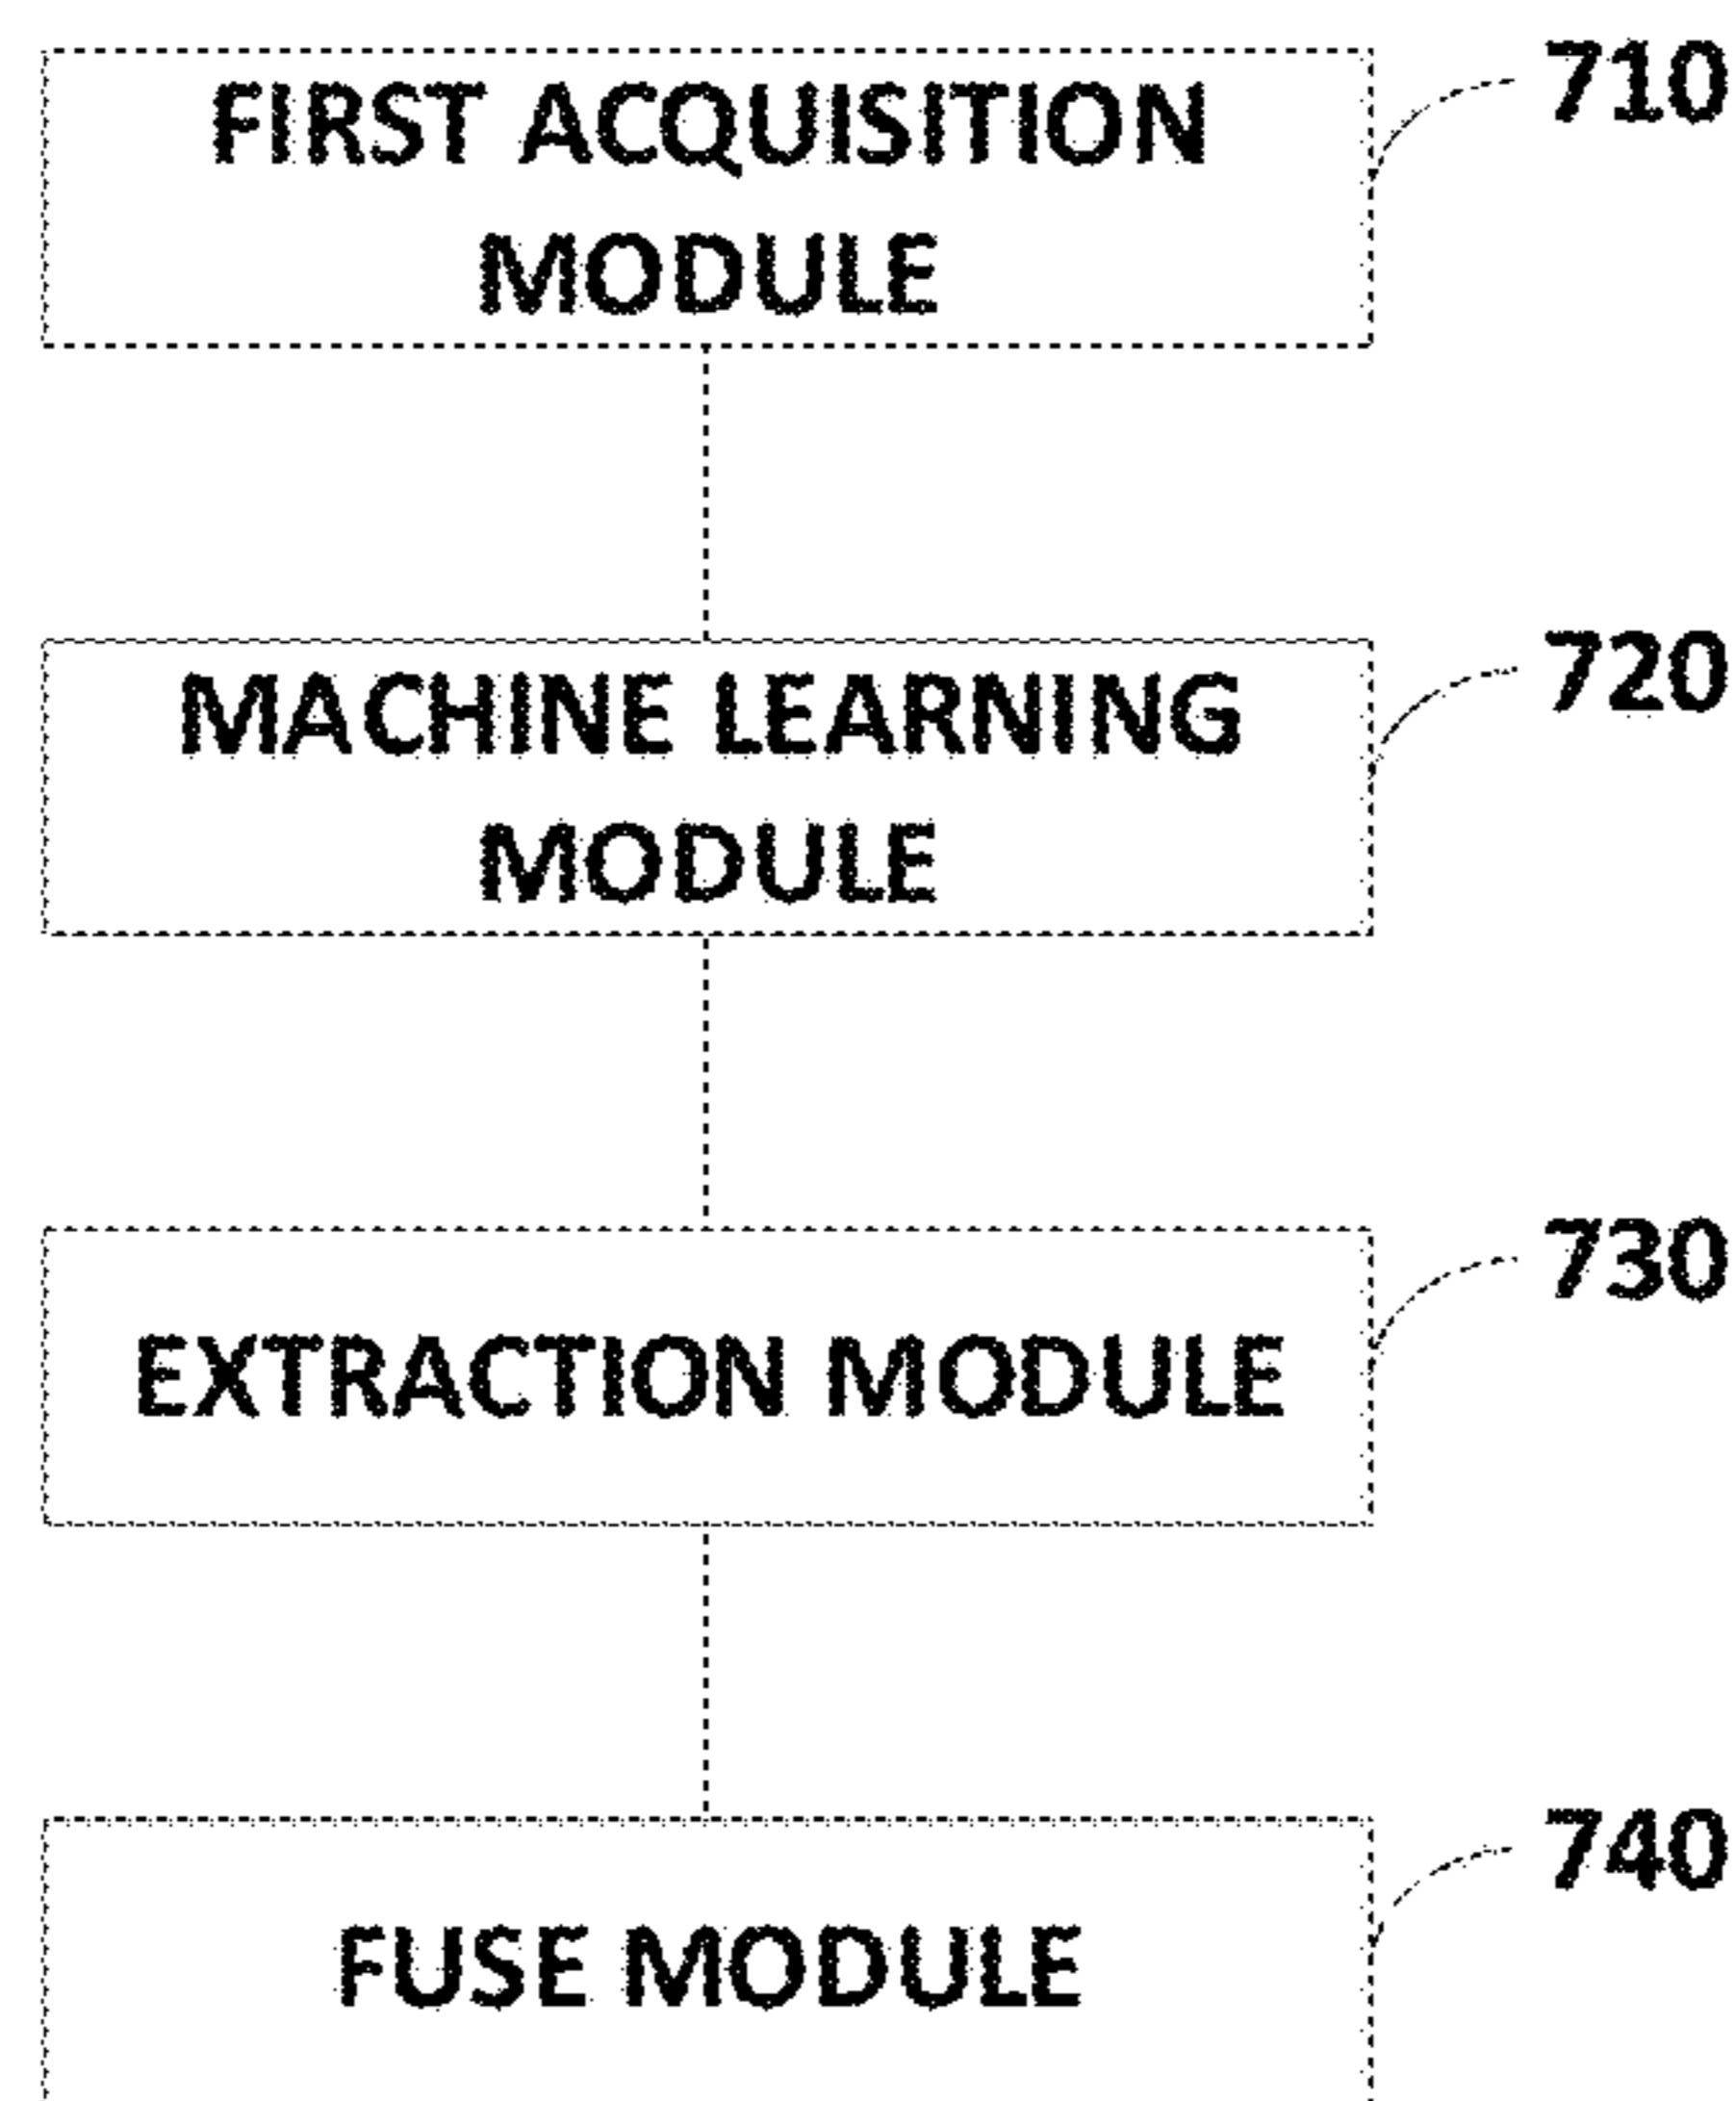 FIRST ACQUISITION
MODULE
710
MACHINE LEARNING
MODULE
720
EXTRACTION MODULE
730
FUSE MODULE
740